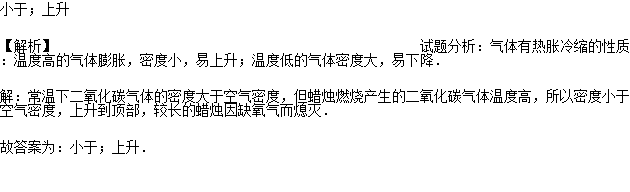 小于；上升
【解析】 试题分析：气体有热胀冷缩的性质
：温度高的气体膨胀，密度小，易上升；温度低的气体密度大，易下降．
解：常温下二氧化碳气体的密度大于空气密度，但蜡烛燃烧产生的二氧化碳气体温度高，所以密度小于
空气密度，上升到顶部，较长的蜡烛因缺氧气而熄灭．
故答案为：小于；上升．